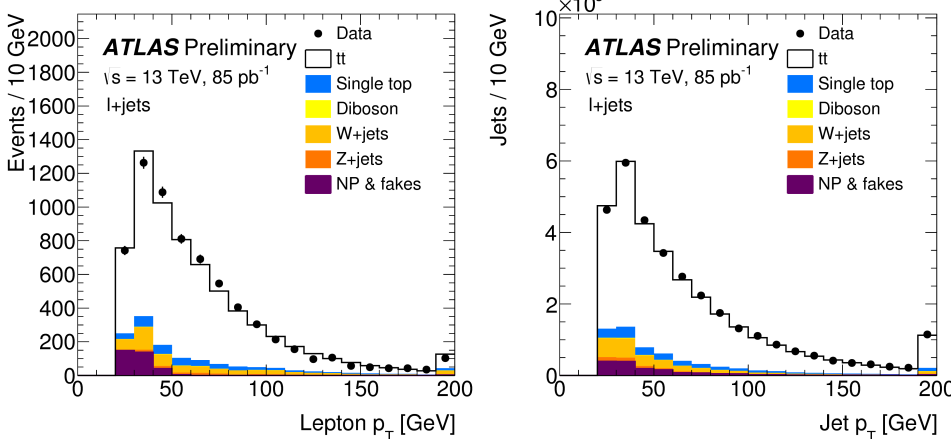 Events / 10 GeV
2000
1800
1600
1400
1200
1000
800
600
400
200
0
ATLAS Preliminary
√s = 13 TeV, 85 pb-1
l+jets
Data
tt
Single top
Diboson
W+jets
Z+jets
NP & fakes
0 50 100 150 200
Lepton pT [GeV]
Jets / 10 GeV
10
8
6
4
2
0
ATLAS Preliminary
√s = 13 TeV, 85 pb-1
l+jets
Data
tt
Single top
Diboson
W+jets
Z+jets
NP & fakes
0 50 100 150 200
Jet pT [GeV]